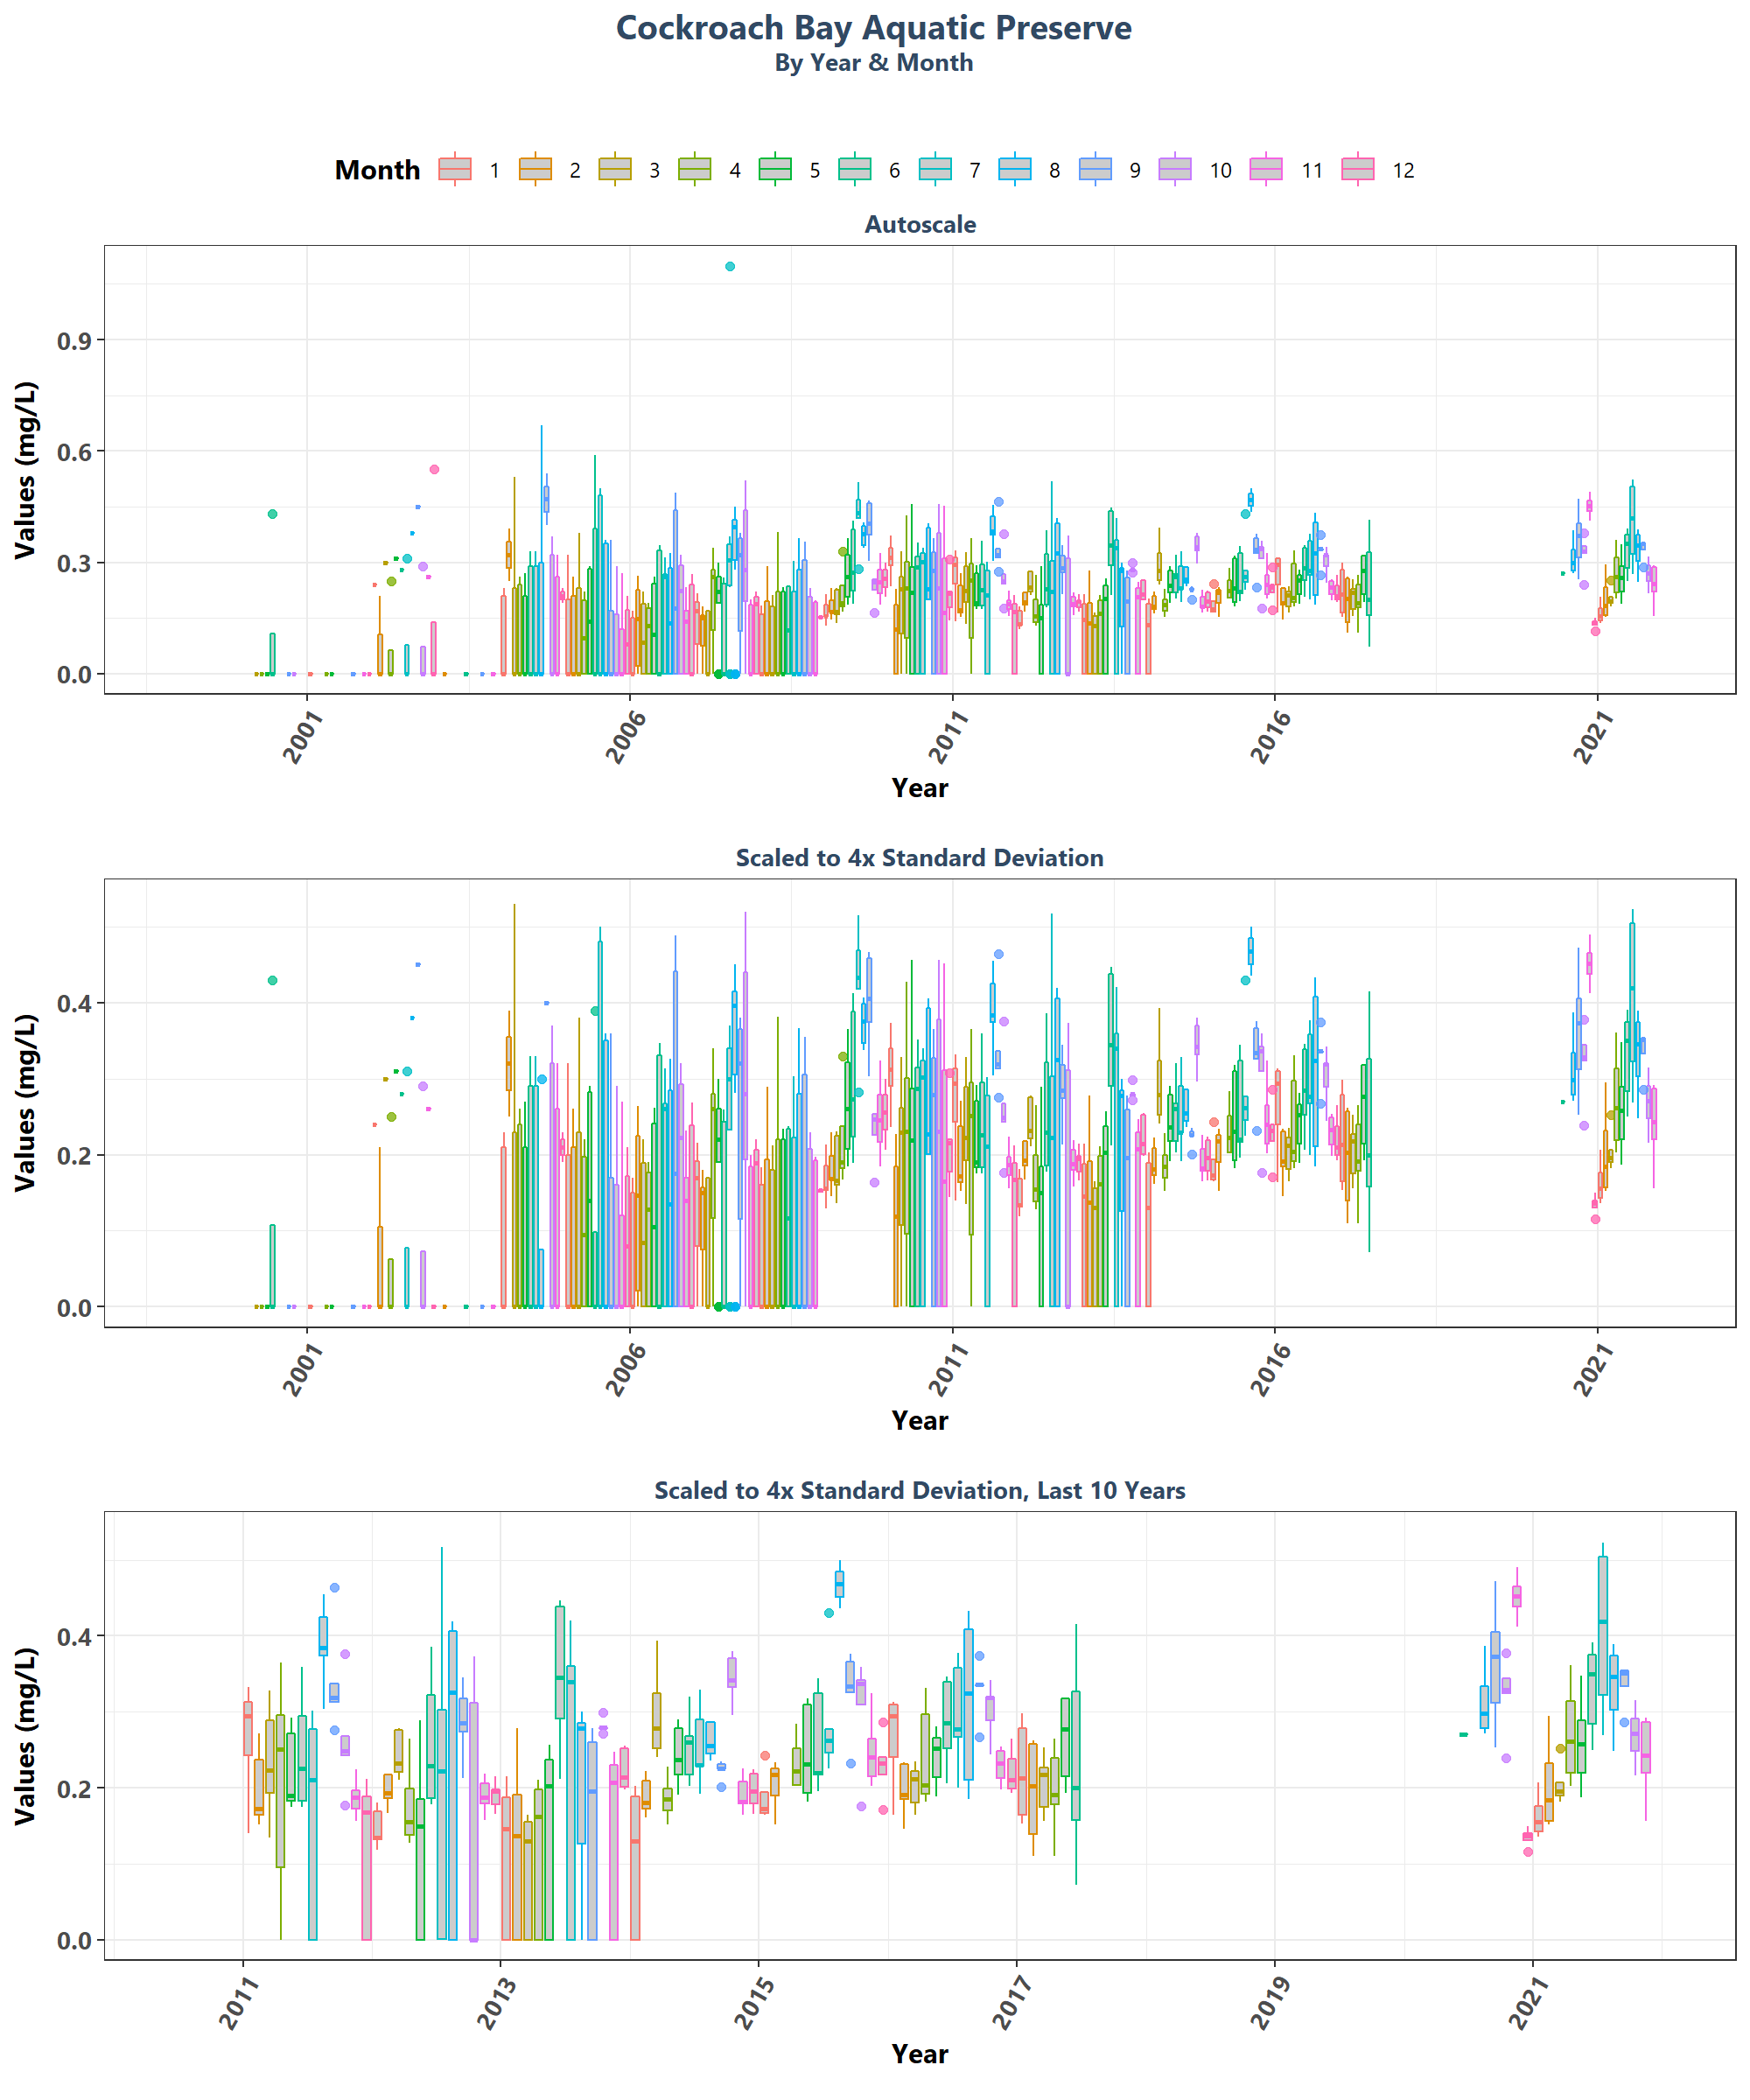 Cockroach Bay Aquatic Preserve
By Year & Month
Month 1 2 3 4 5 6 7 8 9 10 11 12
Autoscale
Values (mg/L)
0.9
0.6
0.3
0.0
2001 2006 2011 2016 2021
Year
Scaled to 4x Standard Deviation
Values (mg/L)
0.4
0.2
0.0
2001 2006 2011 2016 2021
Year
Scaled to 4x Standard Deviation, Last 10 Years
Values (mg/L)
0.4
0.2
0.0
2011 2013 2015 2017 2019 2021
Year